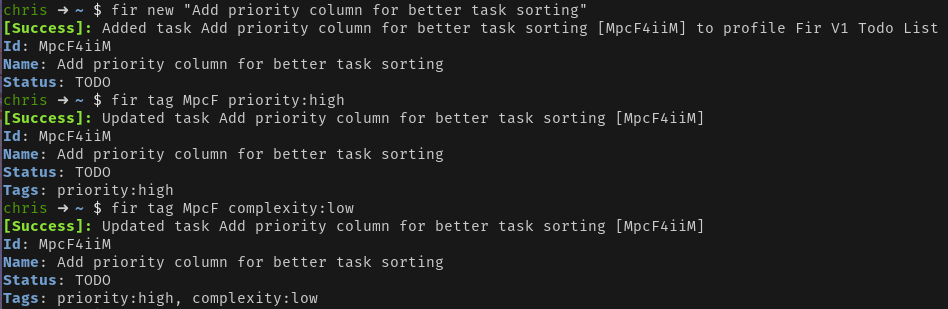 chris → ~ $ fir new "Add priority column for better task sorting"
[Success]: Added task Add priority column for better task sorting [MpcF4iiM] to profile Fir V1 Todo List
Id: MpcF4iiM
Name: Add priority column for better task sorting
Status: TODO
chris → ~ $ fir tag MpcF priority:high
[Success]: Updated task Add priority column for better task sorting [MpcF4iiM]
Id: MpcF4iiM
Name: Add priority column for better task sorting
Status: TODO
Tags: priority:high
chris → ~ $ fir tag MpcF complexity:low
[Success]: Updated task Add priority column for better task sorting [MpcF4iiM]
Id: MpcF4iiM
Name: Add priority column for better task sorting
Status: TODO
Tags: priority:high, complexity:low